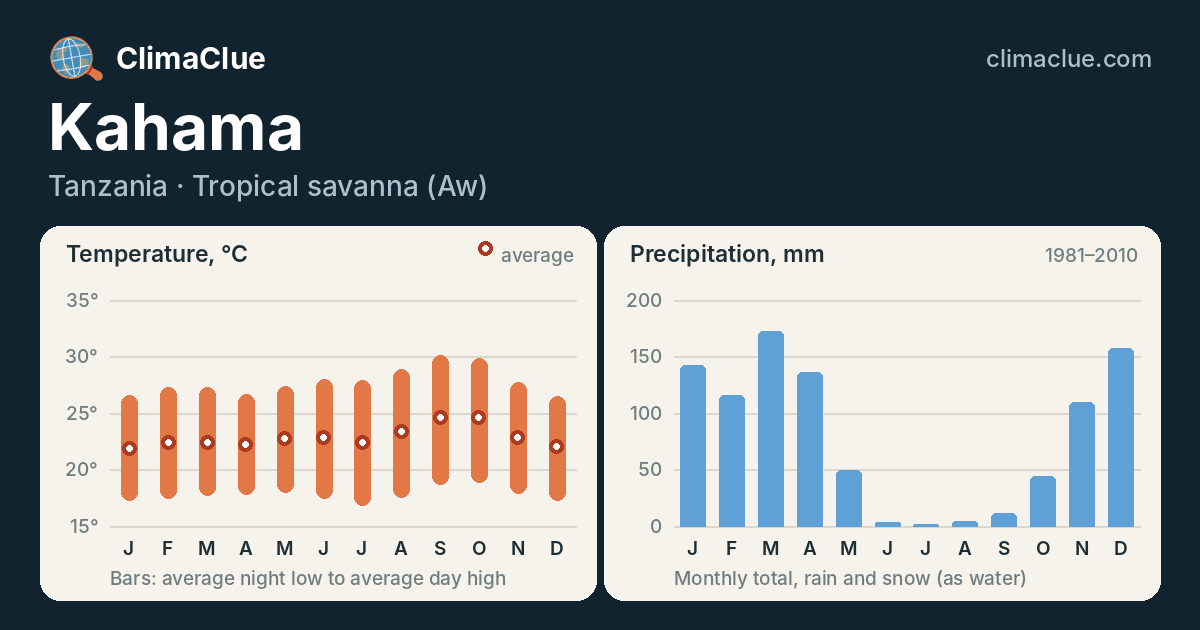 ClimaClue
climaclue.com
Kahama
Tanzania · Tropical savanna (Aw)
Temperature, °C
average
35°
30°
25°
20°
15°
J F M A M J J A S O N D
Bars: average night low to average day high
Precipitation, mm
1981–2010
200
150
100
50
0
J F M A M J J A S O N D
Monthly total, rain and snow (as water)